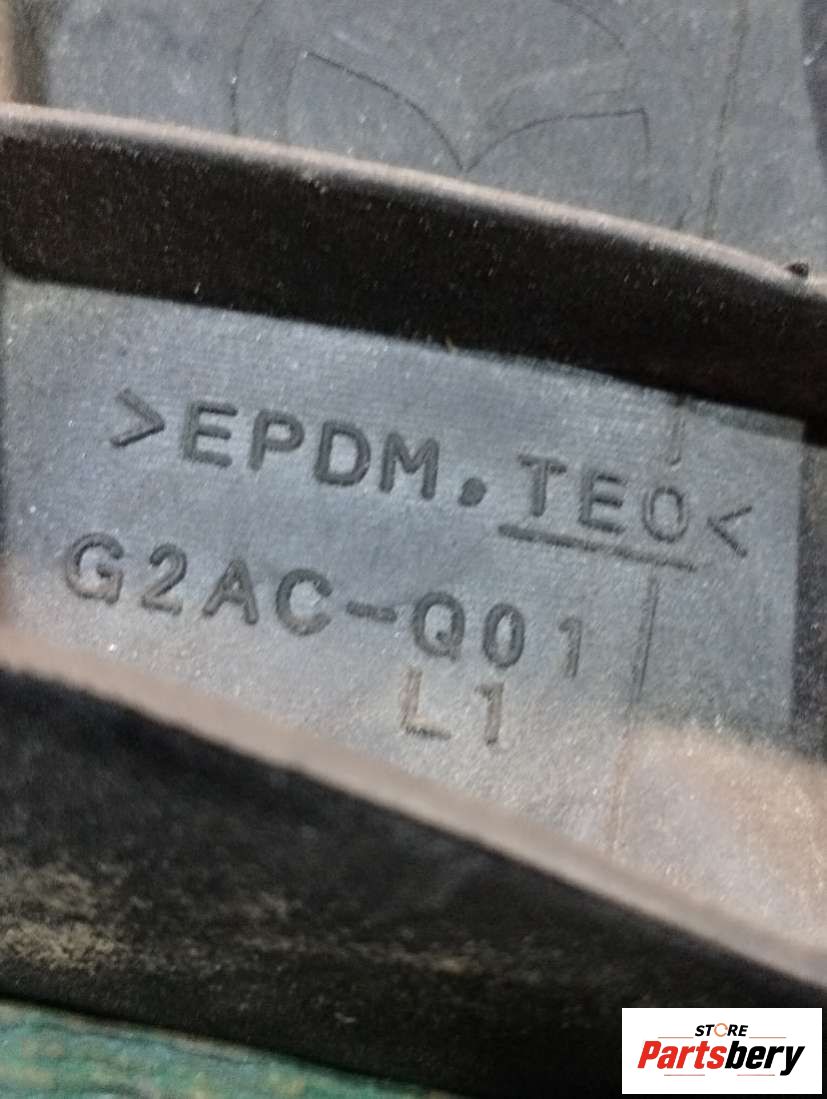 >EPDM.TEO<
G2AC-Q01
L1
STORE
Partsbery